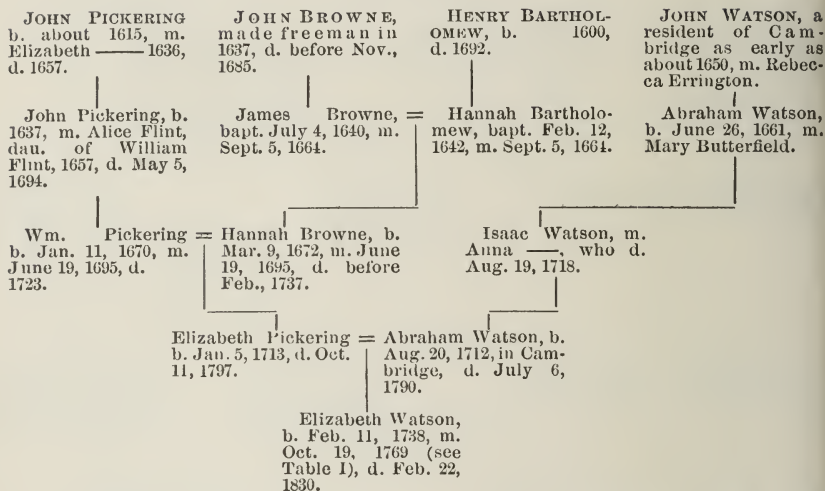 JOHN PICKERING
b. about 1615, m.
Elizabeth —— 1636,
d. 1657.
JOHN BROWNE,
made freeman in
1637, d. before Nov.,
1685.
HENRY BARTHOL-
OMEW, b. 1600,
d. 1692.
JOHN WATSON, a
resident of Cam-
bridge as early as
about 1650, m. Rebec-
ca Errington.
John Pickering, b.
1637, m. Alice Flint,
dau. of William
Flint, 1657, d. May 5,
1694.
James Browne, =
bapt. July 4, 1640, m.
Sept. 5, 1664.
Hannah Bartholo-
mew, bapt. Feb. 12,
1642, m. Sept. 5, 1664.
Abraham Watson,
b. June 26, 1661, m.
Mary Butterfield.
Wm. Pickering =
b. Jan. 11, 1670, m.
June 19, 1695, d.
1723.
Hannah Browne, b.
Mar. 9, 1672, m. June
19, 1695, d. before
Feb., 1737.
Isaac Watson, m.
Anna ——, who d.
Aug. 19, 1718.
Elizabeth Pickering =
b. Jan. 5, 1713, d. Oct.
11, 1797.
Abraham Watson, b.
Aug. 20, 1712, in Cam-
bridge, d. July 6,
1790.
Elizabeth Watson,
b. Feb. 11, 1738, m.
Oct. 19, 1769 (see
Table I), d. Feb. 22,
1830.